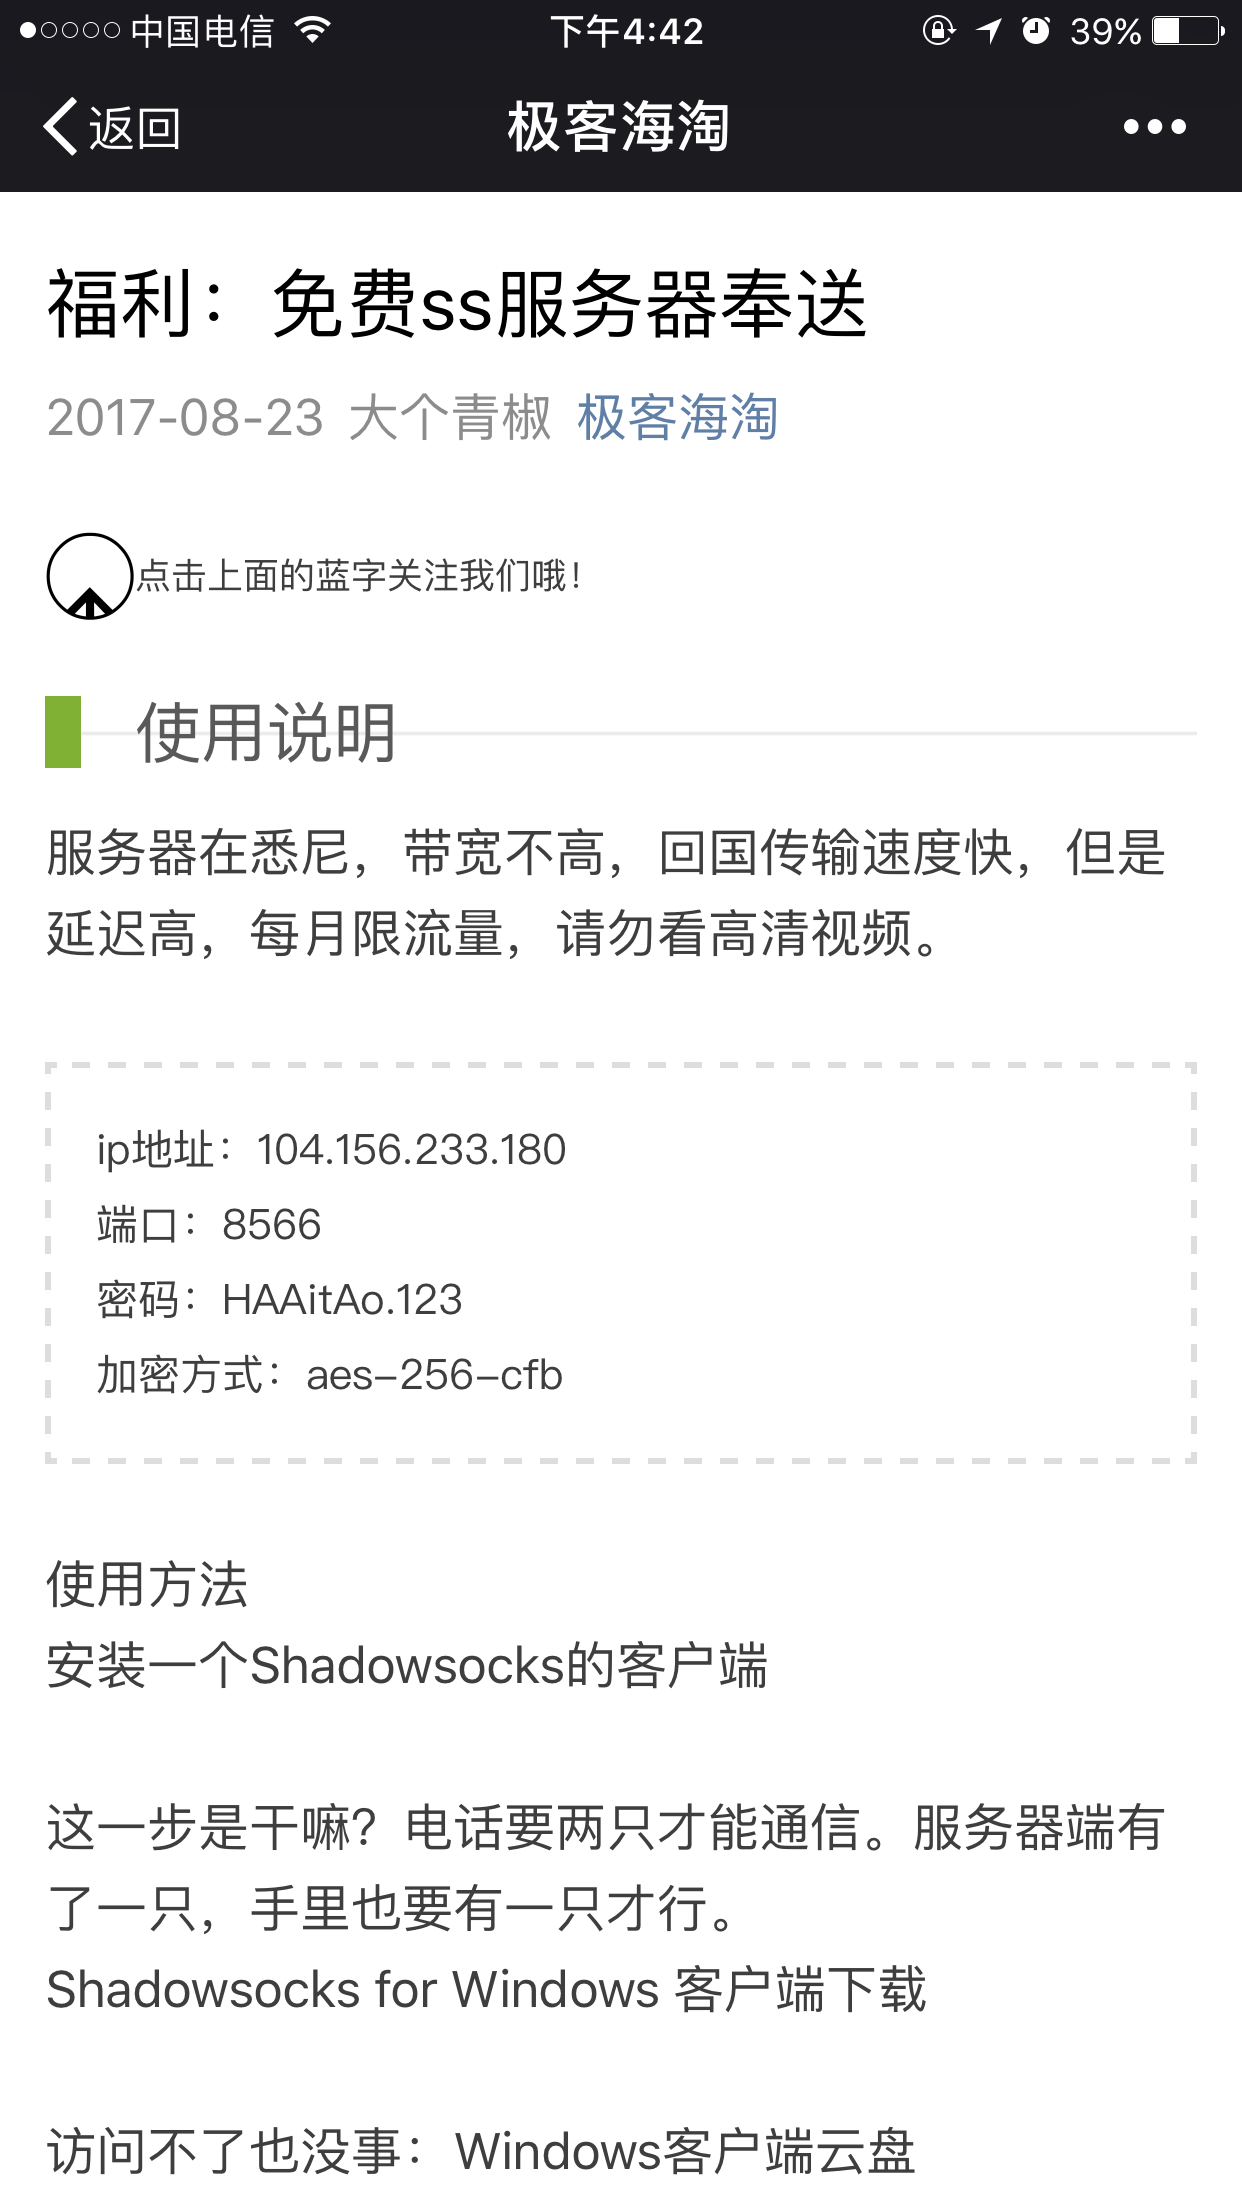 中国电信 下午4:42 39%
返回 极客海淘
福利：免费ss服务器奉送
2017-08-23 大个青椒 极客海淘
点击上面的蓝字关注我们哦！
使用说明
服务器在悉尼，带宽不高，回国传输速度快，但是
延迟高，每月限流量，请勿看高清视频。
ip地址：104.156.233.180
端口：8566
密码：HAAitAo.123
加密方式：aes-256-cfb
使用方法
安装一个Shadowsocks的客户端
这一步是干嘛？电话要两只才能通信。服务器端有
了一只，手里也要有一只才行。
Shadowsocks for Windows 客户端下载
访问不了也没事：Windows客户端云盘